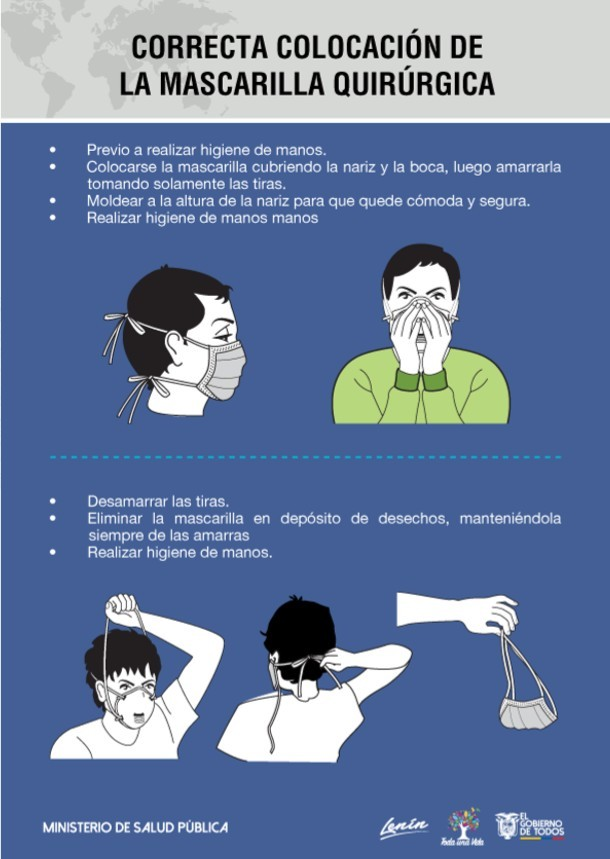 CORRECTA COLOCACIÓN DE
LA MASCARILLA QUIRÚRGICA
• Previo a realizar higiene de manos.
• Colocarse la mascarilla cubriendo la nariz y la boca, luego amarrarla
tomando solamente las tiras.
• Moldear a la altura de la nariz para que quede cómoda y segura.
• Realizar higiene de manos manos
• Desamarrar las tiras.
• Eliminar la mascarilla en depósito de desechos, manteniéndola
siempre de las amarras
• Realizar higiene de manos.
MINISTERIO DE SALUD PÚBLICA
Lenín
Toda una Vida
EL
GOBIERNO
DE TODOS